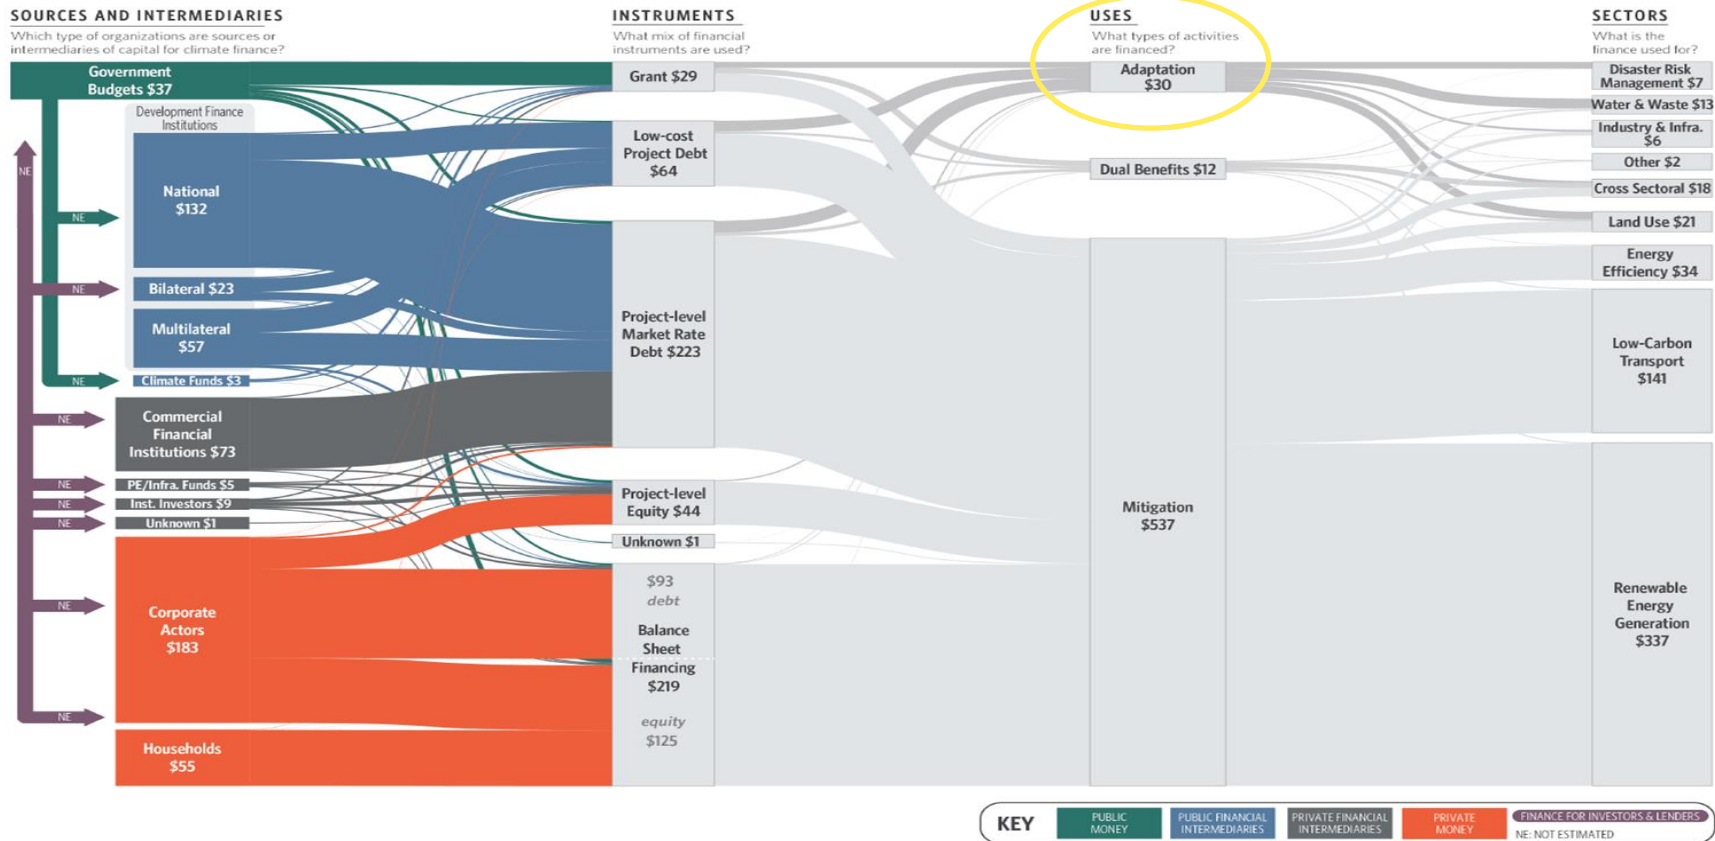 SOURCES AND INTERMEDIARIES
Which type of organizations are sources or
intermediaries of capital for climate finance?
Government
Budgets $37
Development Finance
Institutions
National
$132
Bilateral $23
Multilateral
$57
Climate Funds $3
Commercial
Financial
Institutions $73
PE/Infra. Funds $5
Inst. Investors $9
Unknown $1
Corporate
Actors
$183
Households
$55
NE
NE
NE
NE
NE
NE
NE
NE
NE
NE
INSTRUMENTS
What mix of financial
instruments are used?
Grant $29
Low-cost
Project Debt
$64
Project-level
Market Rate
Debt $223
Project-level
Equity $44
Unknown $1
$93
debt
Balance
Sheet
Financing
$219
equity
$125
USES
What types of activities
are financed?
Adaptation
$30
Dual Benefits $12
Mitigation
$537
SECTORS
What is the
finance used for?
Disaster Risk
Management $7
Water & Waste $13
Industry & Infra.
$6
Other $2
Cross Sectoral $18
Land Use $21
Energy
Efficiency $34
Low-Carbon
Transport
$141
Renewable
Energy
Generation
$337
KEY
PUBLIC
MONEY
PUBLIC FINANCIAL
INTERMEDIARIES
PRIVATE FINANCIAL
INTERMEDIARIES
PRIVATE
MONEY
FINANCE FOR INVESTORS & LENDERS
NE: NOT ESTIMATED